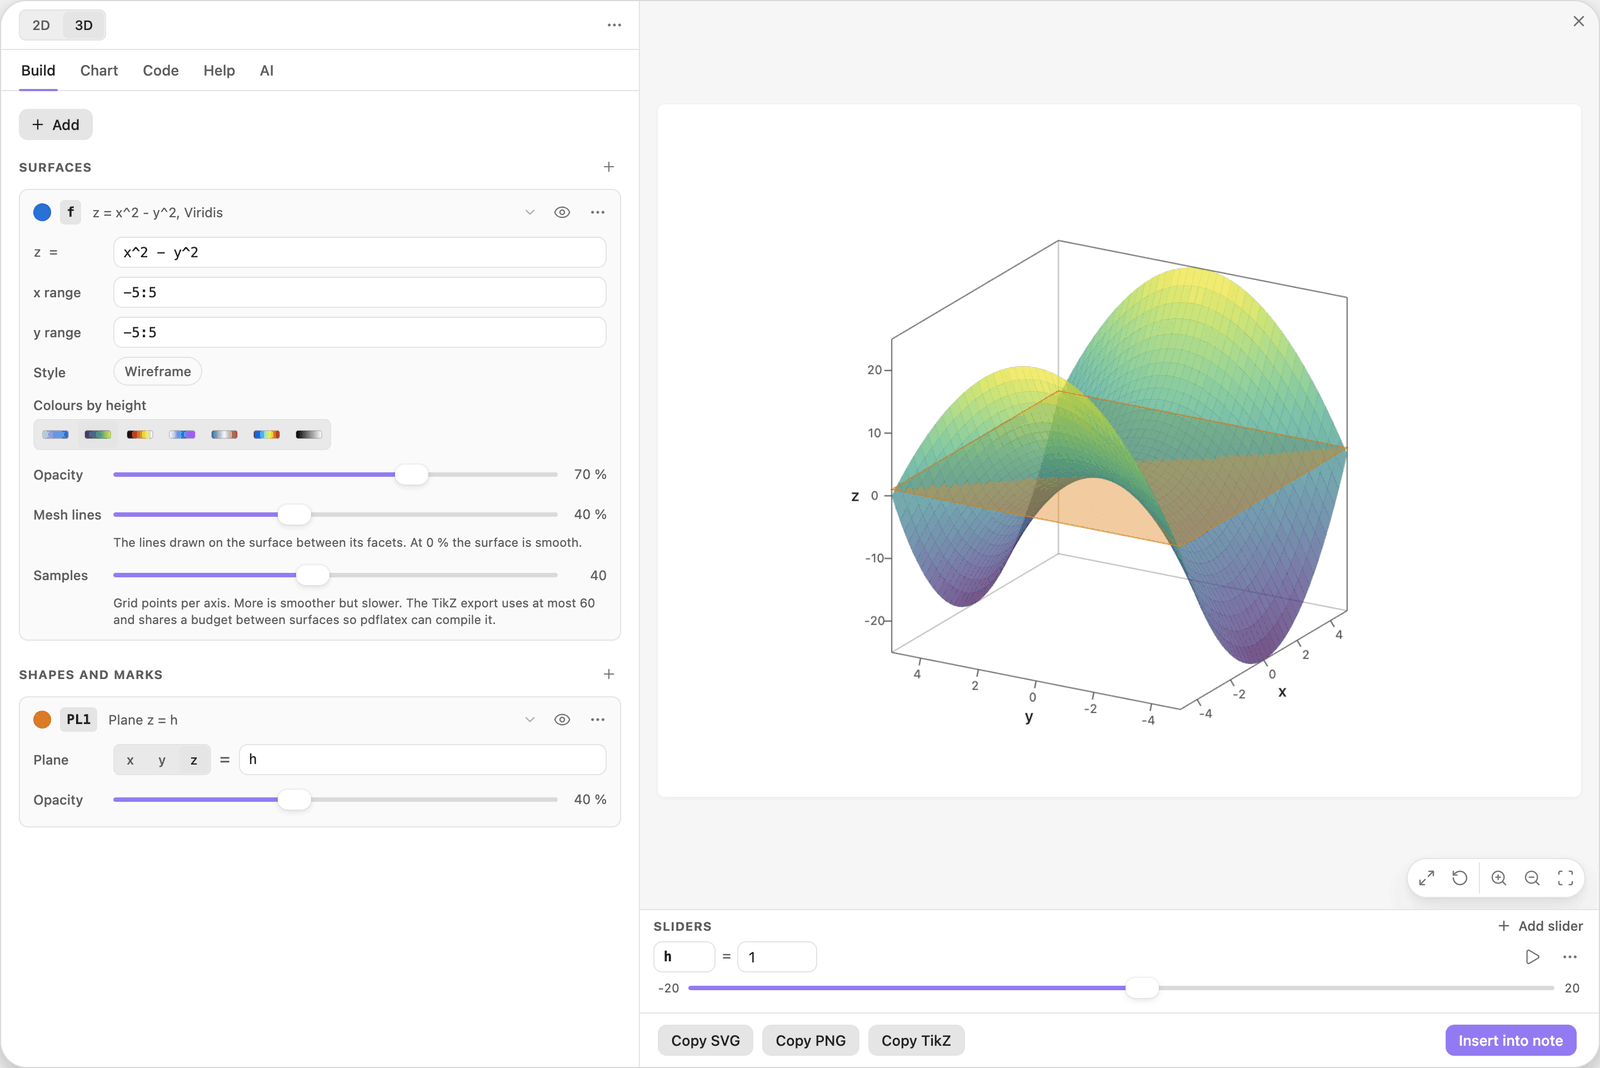 2D 3D
Build Chart Code Help AI
+ Add
SURFACES
f z = x^2 - y^2, Viridis
z = x^2 − y^2
x range −5:5
y range −5:5
Style Wireframe
Colours by height
Opacity 70 %
Mesh lines 40 %
The lines drawn on the surface between its facets. At 0 % the surface is smooth.
Samples 40
Grid points per axis. More is smoother but slower. The TikZ export uses at most 60
and shares a budget between surfaces so pdflatex can compile it.
SHAPES AND MARKS
PL1 Plane z = h
Plane x y z = h
Opacity 40 %
20
10
z 0
-10
-20
4 2 0 -2 -4
y
-4 -2 0 2 4
x
SLIDERS + Add slider
h = 1
-20 20
Copy SVG Copy PNG Copy TikZ Insert into note